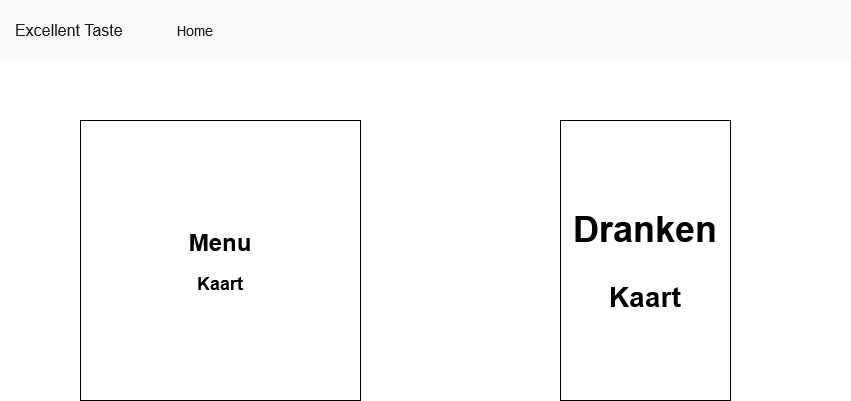 Excellent Taste Home
Menu
Kaart
Dranken
Kaart